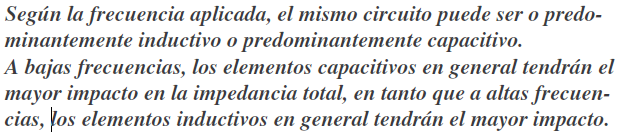 Según la frecuencia aplicada, el mismo circuito puede ser o predo-
minantemente inductivo o predominantemente capacitivo.
A bajas frecuencias, los elementos capacitivos en general tendrán el
mayor impacto en la impedancia total, en tanto que a altas frecuen-
cias, los elementos inductivos en general tendrán el mayor impacto.